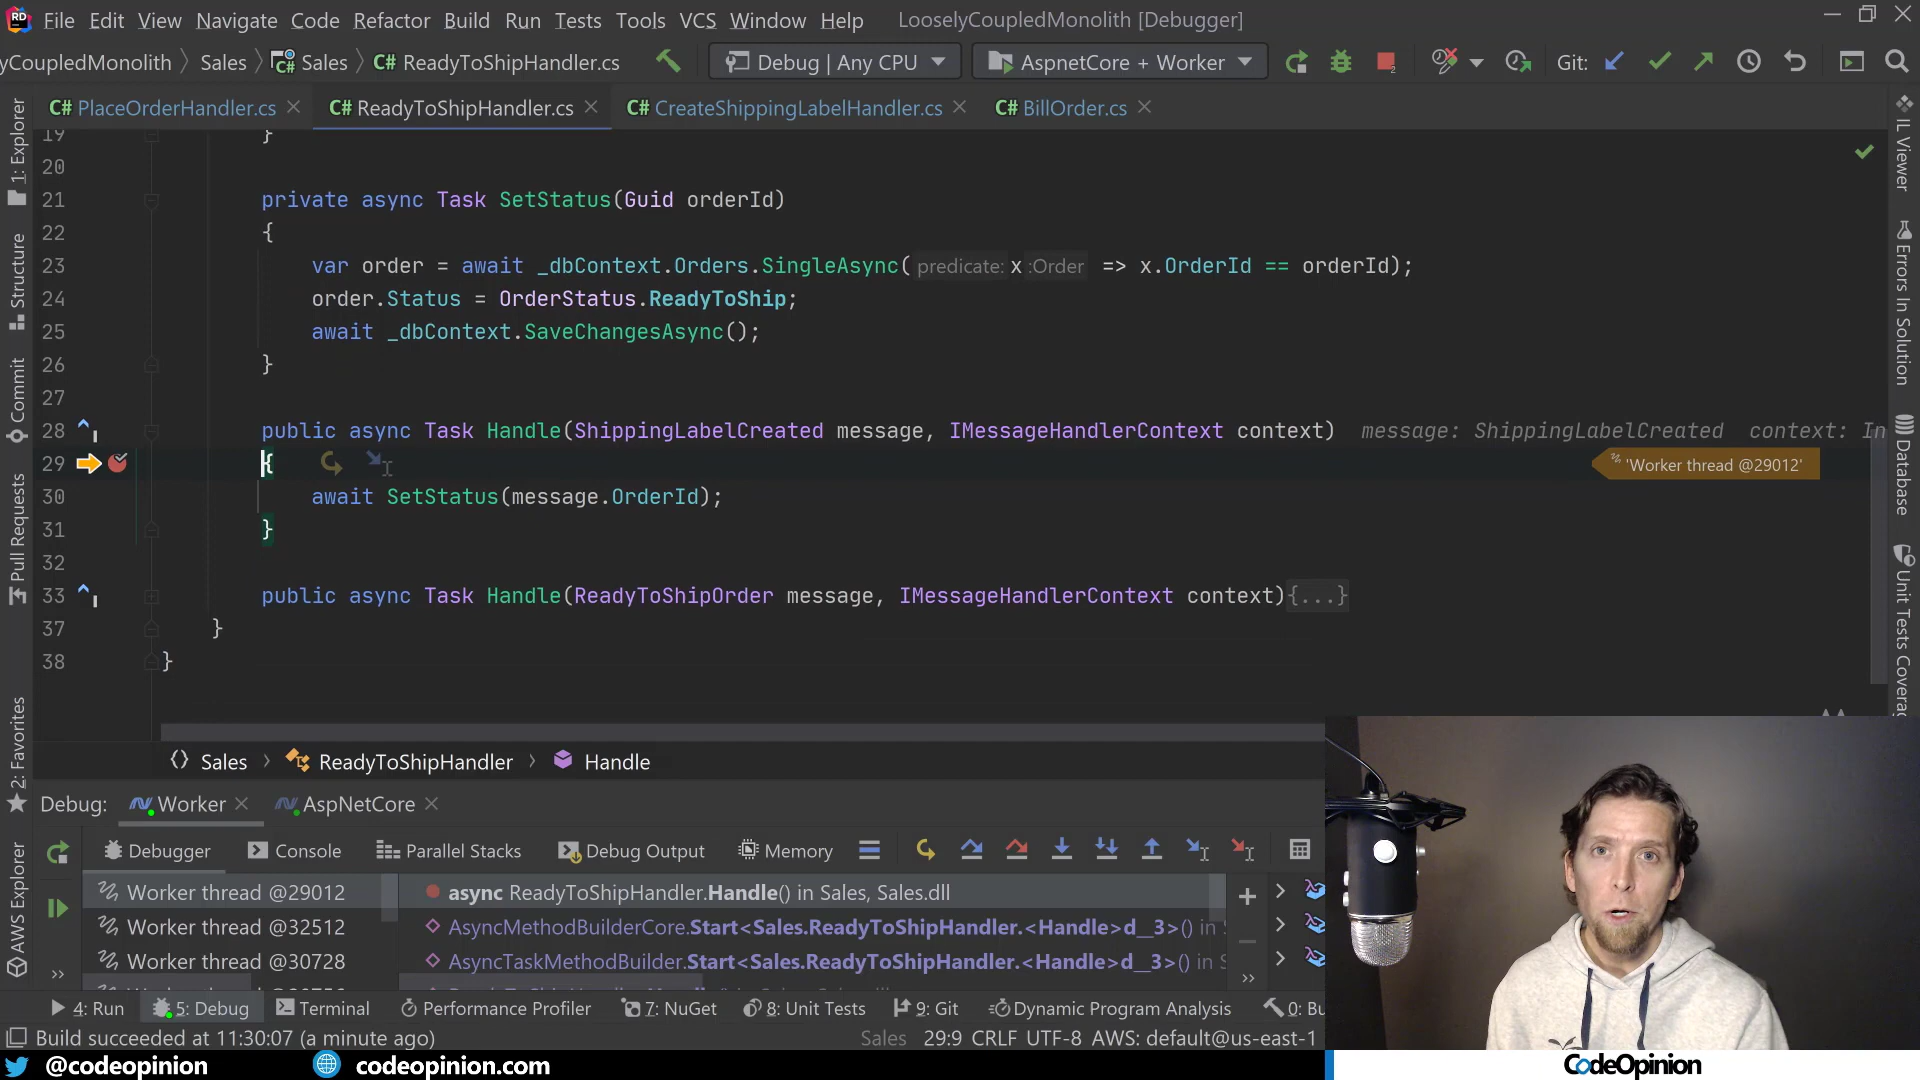 RD File Edit View Navigate Code Refactor Build Run Tests Tools VCS Window Help LooselyCoupledMonolith [Debugger]
yCoupledMonolith Sales C# Sales C# ReadyToShipHandler.cs Debug | Any CPU AspnetCore + Worker Git:
C# PlaceOrderHandler.cs C# ReadyToShipHandler.cs C# CreateShippingLabelHandler.cs C# BillOrder.cs
1: Explorer
Structure
Commit
Pull Requests
2: Favorites
AWS Explorer
19 }
20
21 private async Task SetStatus(Guid orderId)
22 {
23 var order = await _dbContext.Orders.SingleAsync( predicate: x :Order => x.OrderId == orderId);
24 order.Status = OrderStatus.ReadyToShip;
25 await _dbContext.SaveChangesAsync();
26 }
27
28 public async Task Handle(ShippingLabelCreated message, IMessageHandlerContext context) message: ShippingLabelCreated context: In
29 { 'Worker thread @29012'
30 await SetStatus(message.OrderId);
31 }
32
33 public async Task Handle(ReadyToShipOrder message, IMessageHandlerContext context){...}
37 }
38 }
IL Viewer
Errors In Solution
Database
Unit Tests Coverag
Sales ReadyToShipHandler Handle
Debug: Worker AspNetCore
Debugger Console Parallel Stacks Debug Output Memory
Worker thread @29012 async ReadyToShipHandler.Handle() in Sales, Sales.dll
Worker thread @32512 AsyncMethodBuilderCore.Start<Sales.ReadyToShipHandler.<Handle>d__3>() in S
Worker thread @30728 AsyncTaskMethodBuilder.Start<Sales.ReadyToShipHandler.<Handle>d__3>() in S
4: Run 5: Debug Terminal Performance Profiler 7: NuGet 8: Unit Tests 9: Git Dynamic Program Analysis 0: Bu
Build succeeded at 11:30:07 (a minute ago) Sales 29:9 CRLF UTF-8 AWS: default@us-east-1
@codeopinion codeopinion.com CodeOpinion